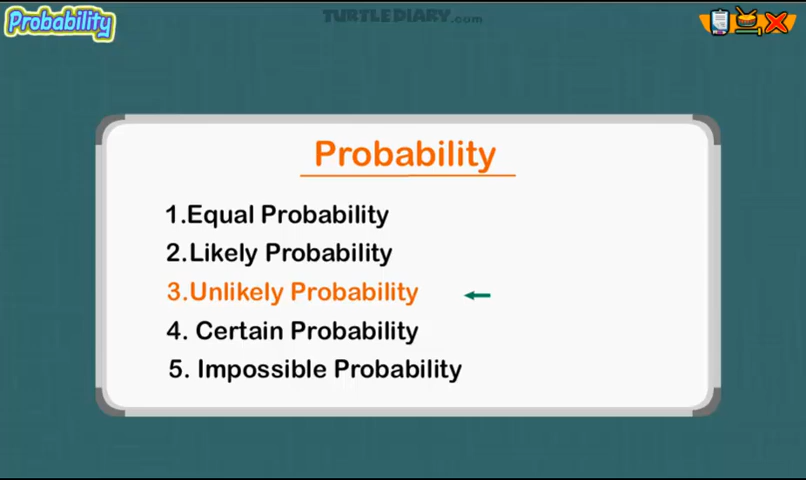 Probability
TURTLEDIARY.com
Probability
1.Equal Probability
2.Likely Probability
3.Unlikely Probability
4. Certain Probability
5. Impossible Probability